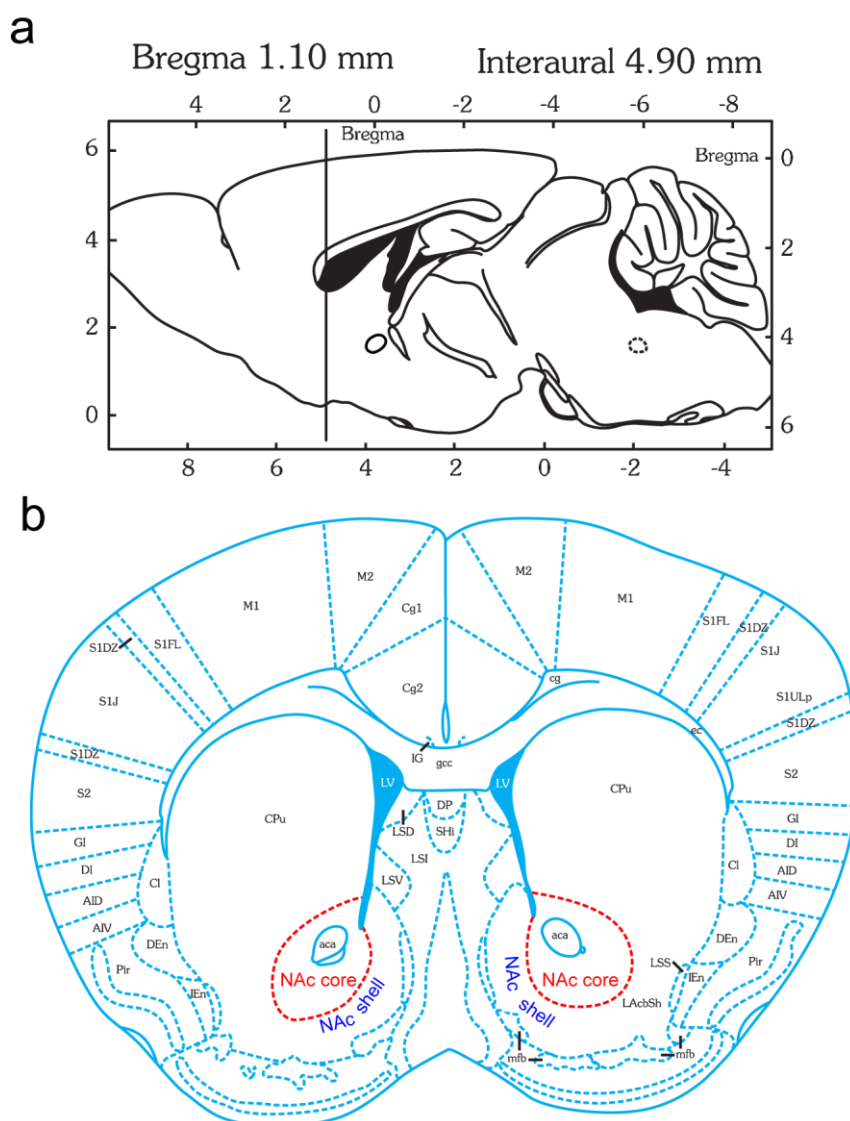 a
Bregma 1.10 mm Interaural 4.90 mm
6 4 2 0 -2 -4 -6 -8
6 Bregma Bregma 0
4 2
2 4
0 6
8 6 4 2 0 -2 -4
b
M2 M2
M1 Cg1 M1
S1DZ S1FL S1FL S1DZ
S1J
Cg2 cg
S1J S1ULp
S1DZ
IG gcc ec
S1DZ
LV LV
S2 S2
CPu DP CPu
GI LSD SHi GI
DI LSI DI
Cl LSV Cl
AID AID
AIV AIV
DEn aca aca DEn
Pir LSS Pir
NAc core NAc core IEn
IEn NAc shell NAc shell LAcbSh
mfb mfb